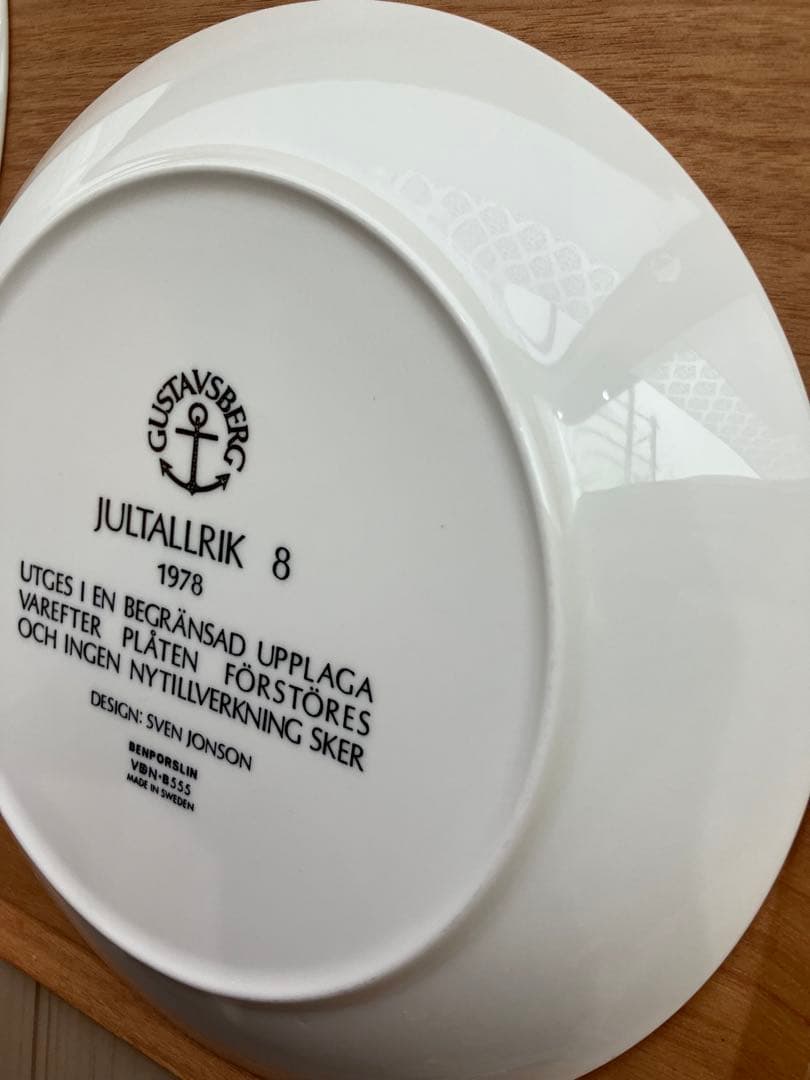 GUSTAVSBERG
JULTALLRIK 8
1978
UTGES I EN BEGRÄNSAD UPPLAGA
VAREFTER PLÅTEN FÖRSTÖRES
OCH INGEN NYTILLVERKNING SKER
DESIGN: SVEN JONSON
BENPORSLIN
VDN·B555
MADE IN SWEDEN